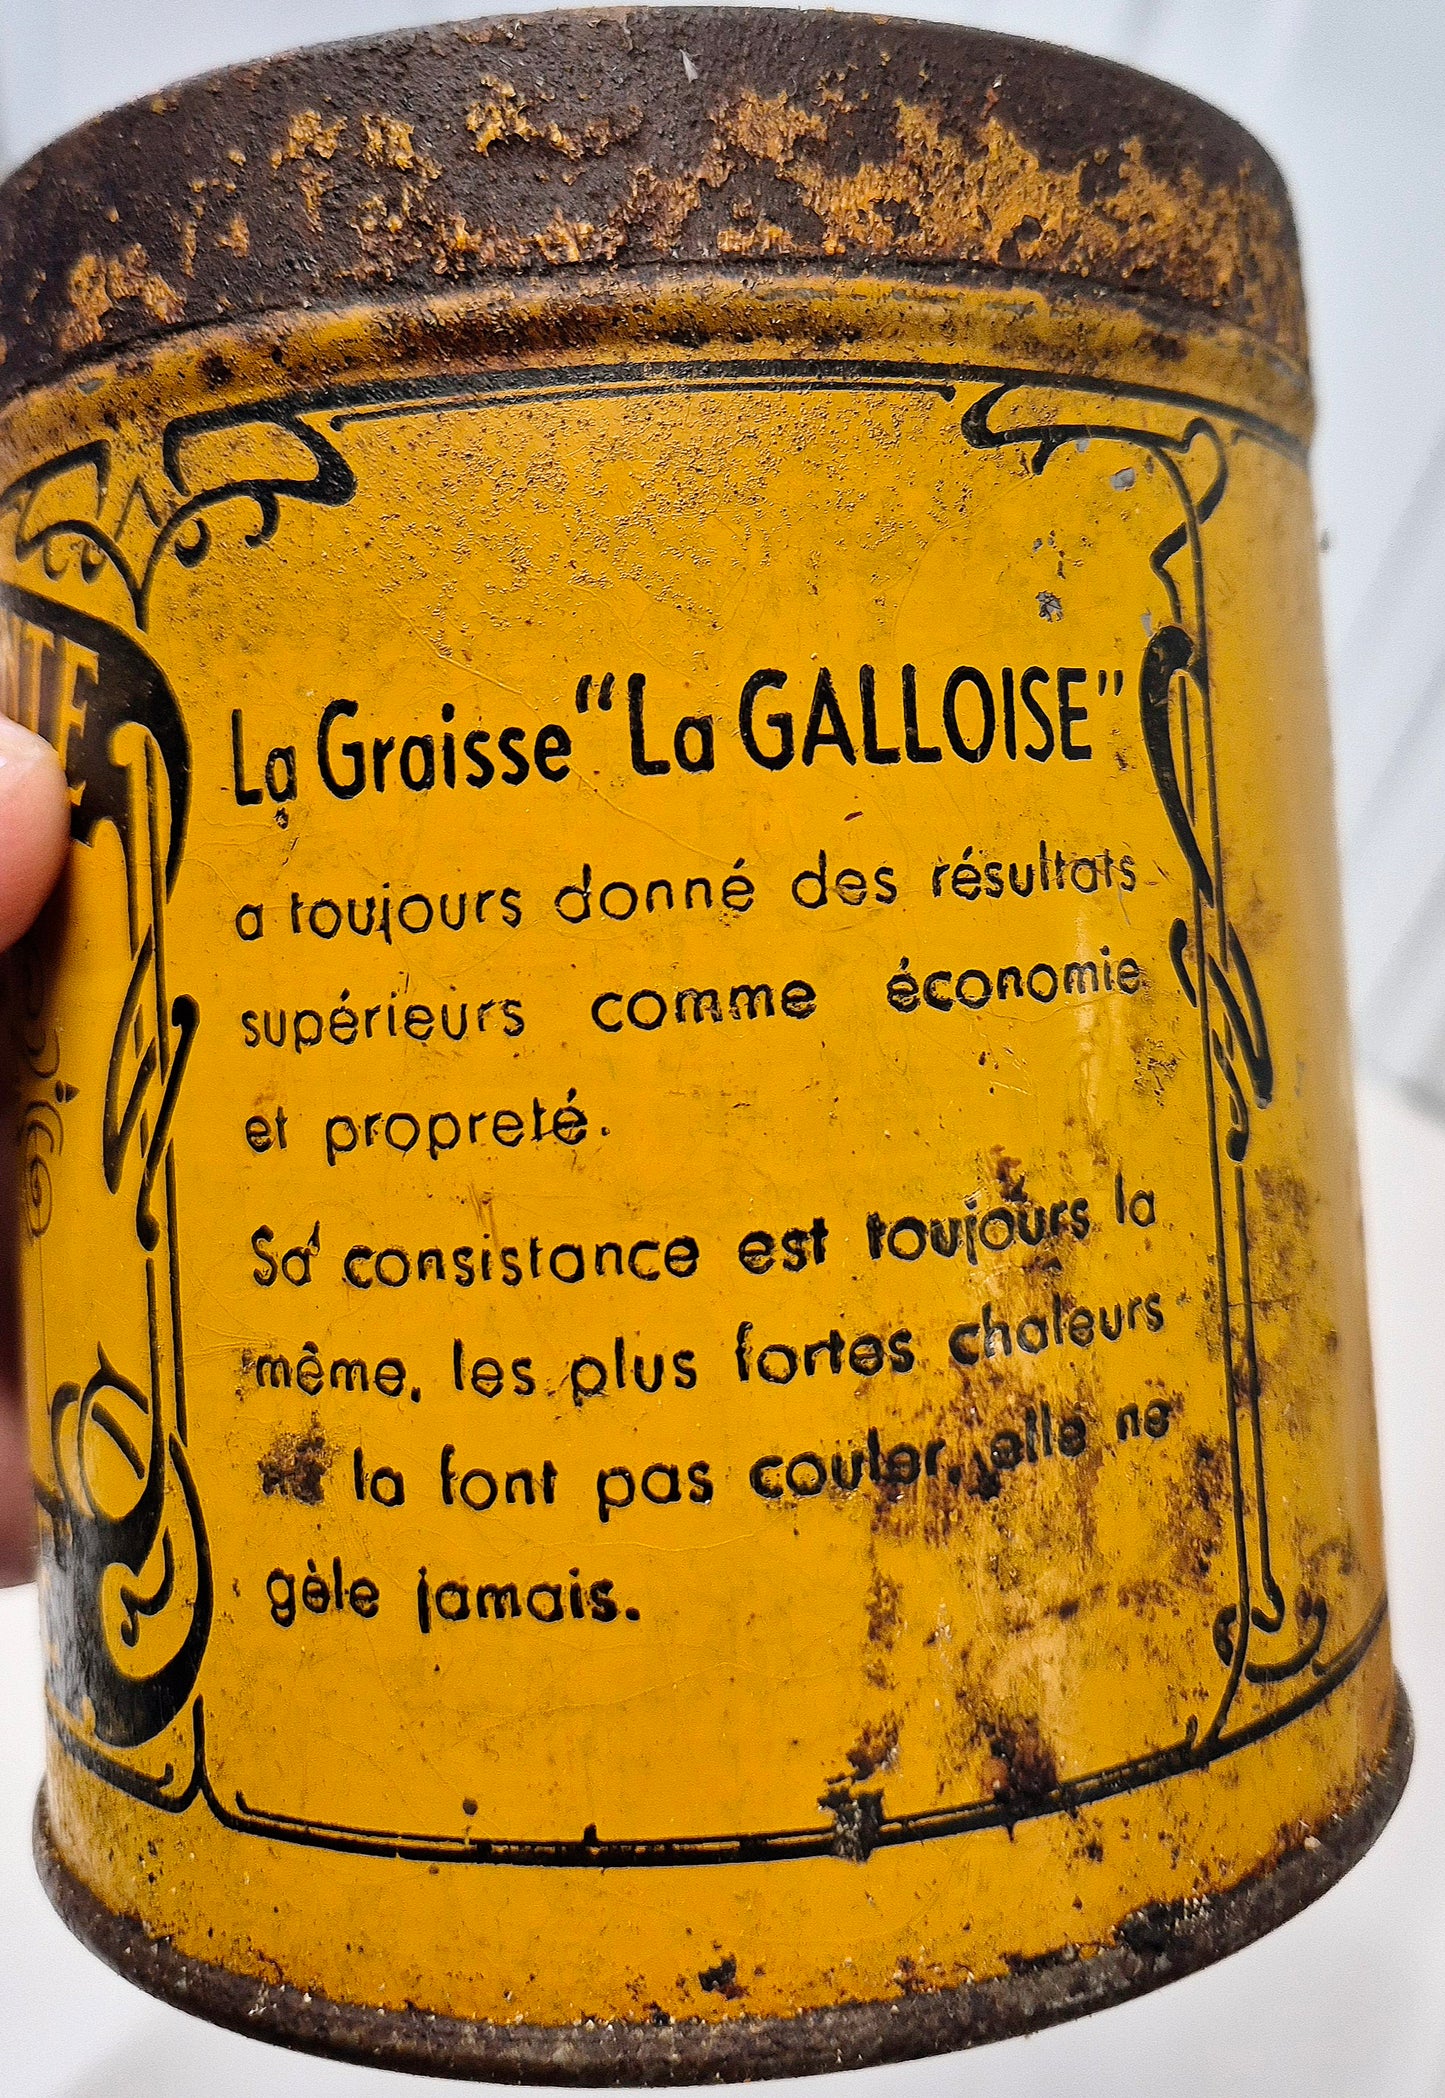 La Graisse "La GALLOISE"
a toujours donné des résultats
supérieurs comme économie
et propreté.
Sa consistance est toujours la
même, les plus fortes chaleurs
ne la font pas couler, elle ne
gèle jamais.